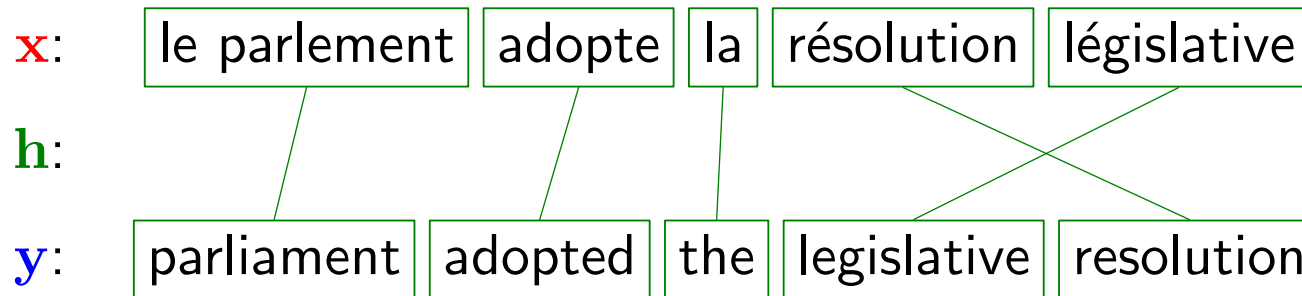 x: le parlement adopte la résolution législative
h:
y: parliament adopted the legislative resolution